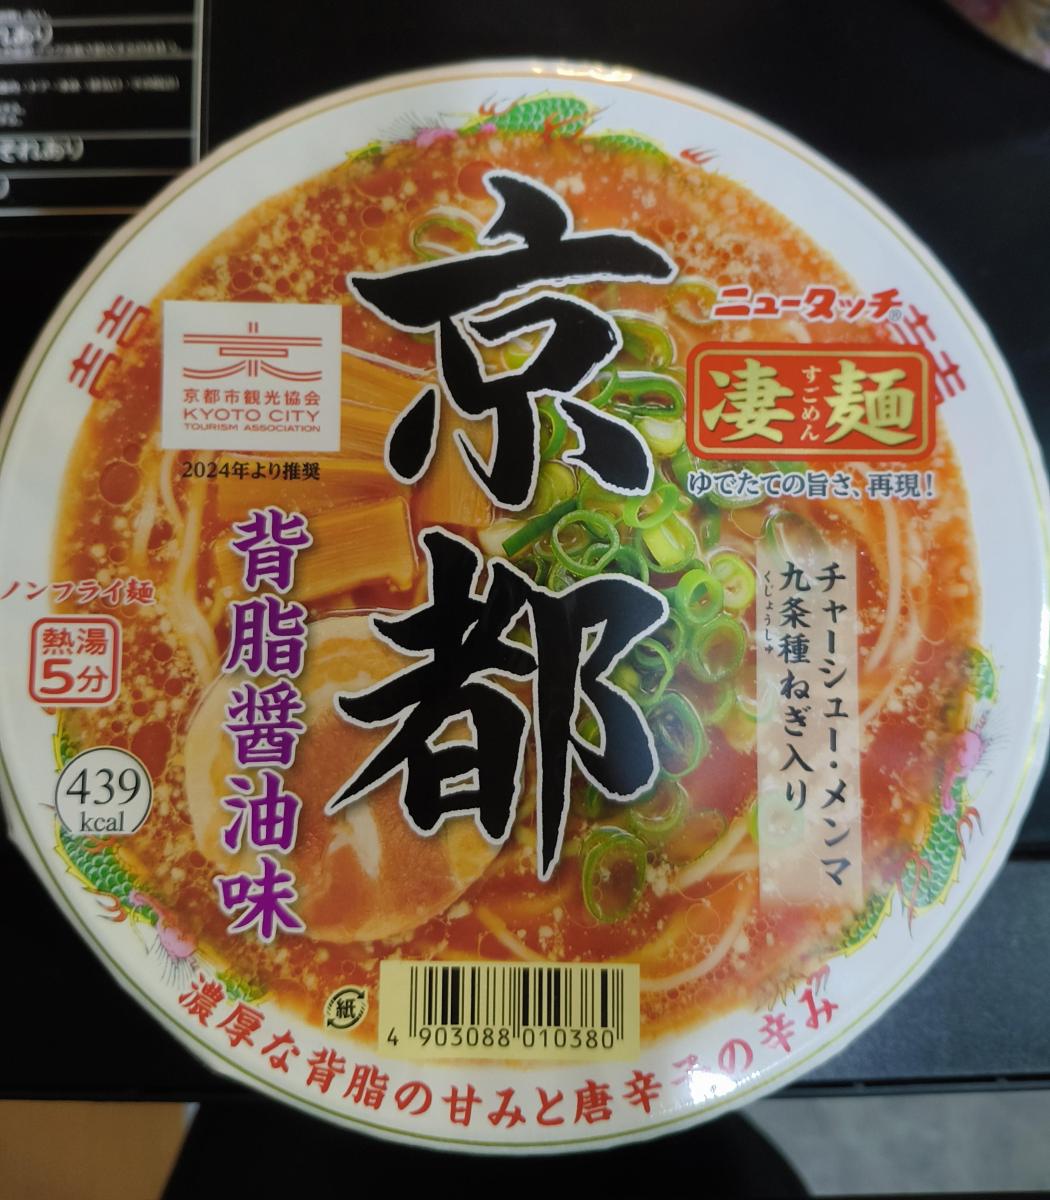 それあり
京都
ニュータッチ®
凄麺
すごめん
ゆでたての旨さ、再現!
京都市観光協会
KYOTO CITY
TOURISM ASSOCIATION
2024年より推奨
チャーシュー・メンマ
九条種ねぎ入り
くじょうしゅ
背脂醤油味
ノンフライ麺
熱湯
5分
439
kcal
紙
4 903088 010380
濃厚な背脂の甘みと唐辛子の辛み